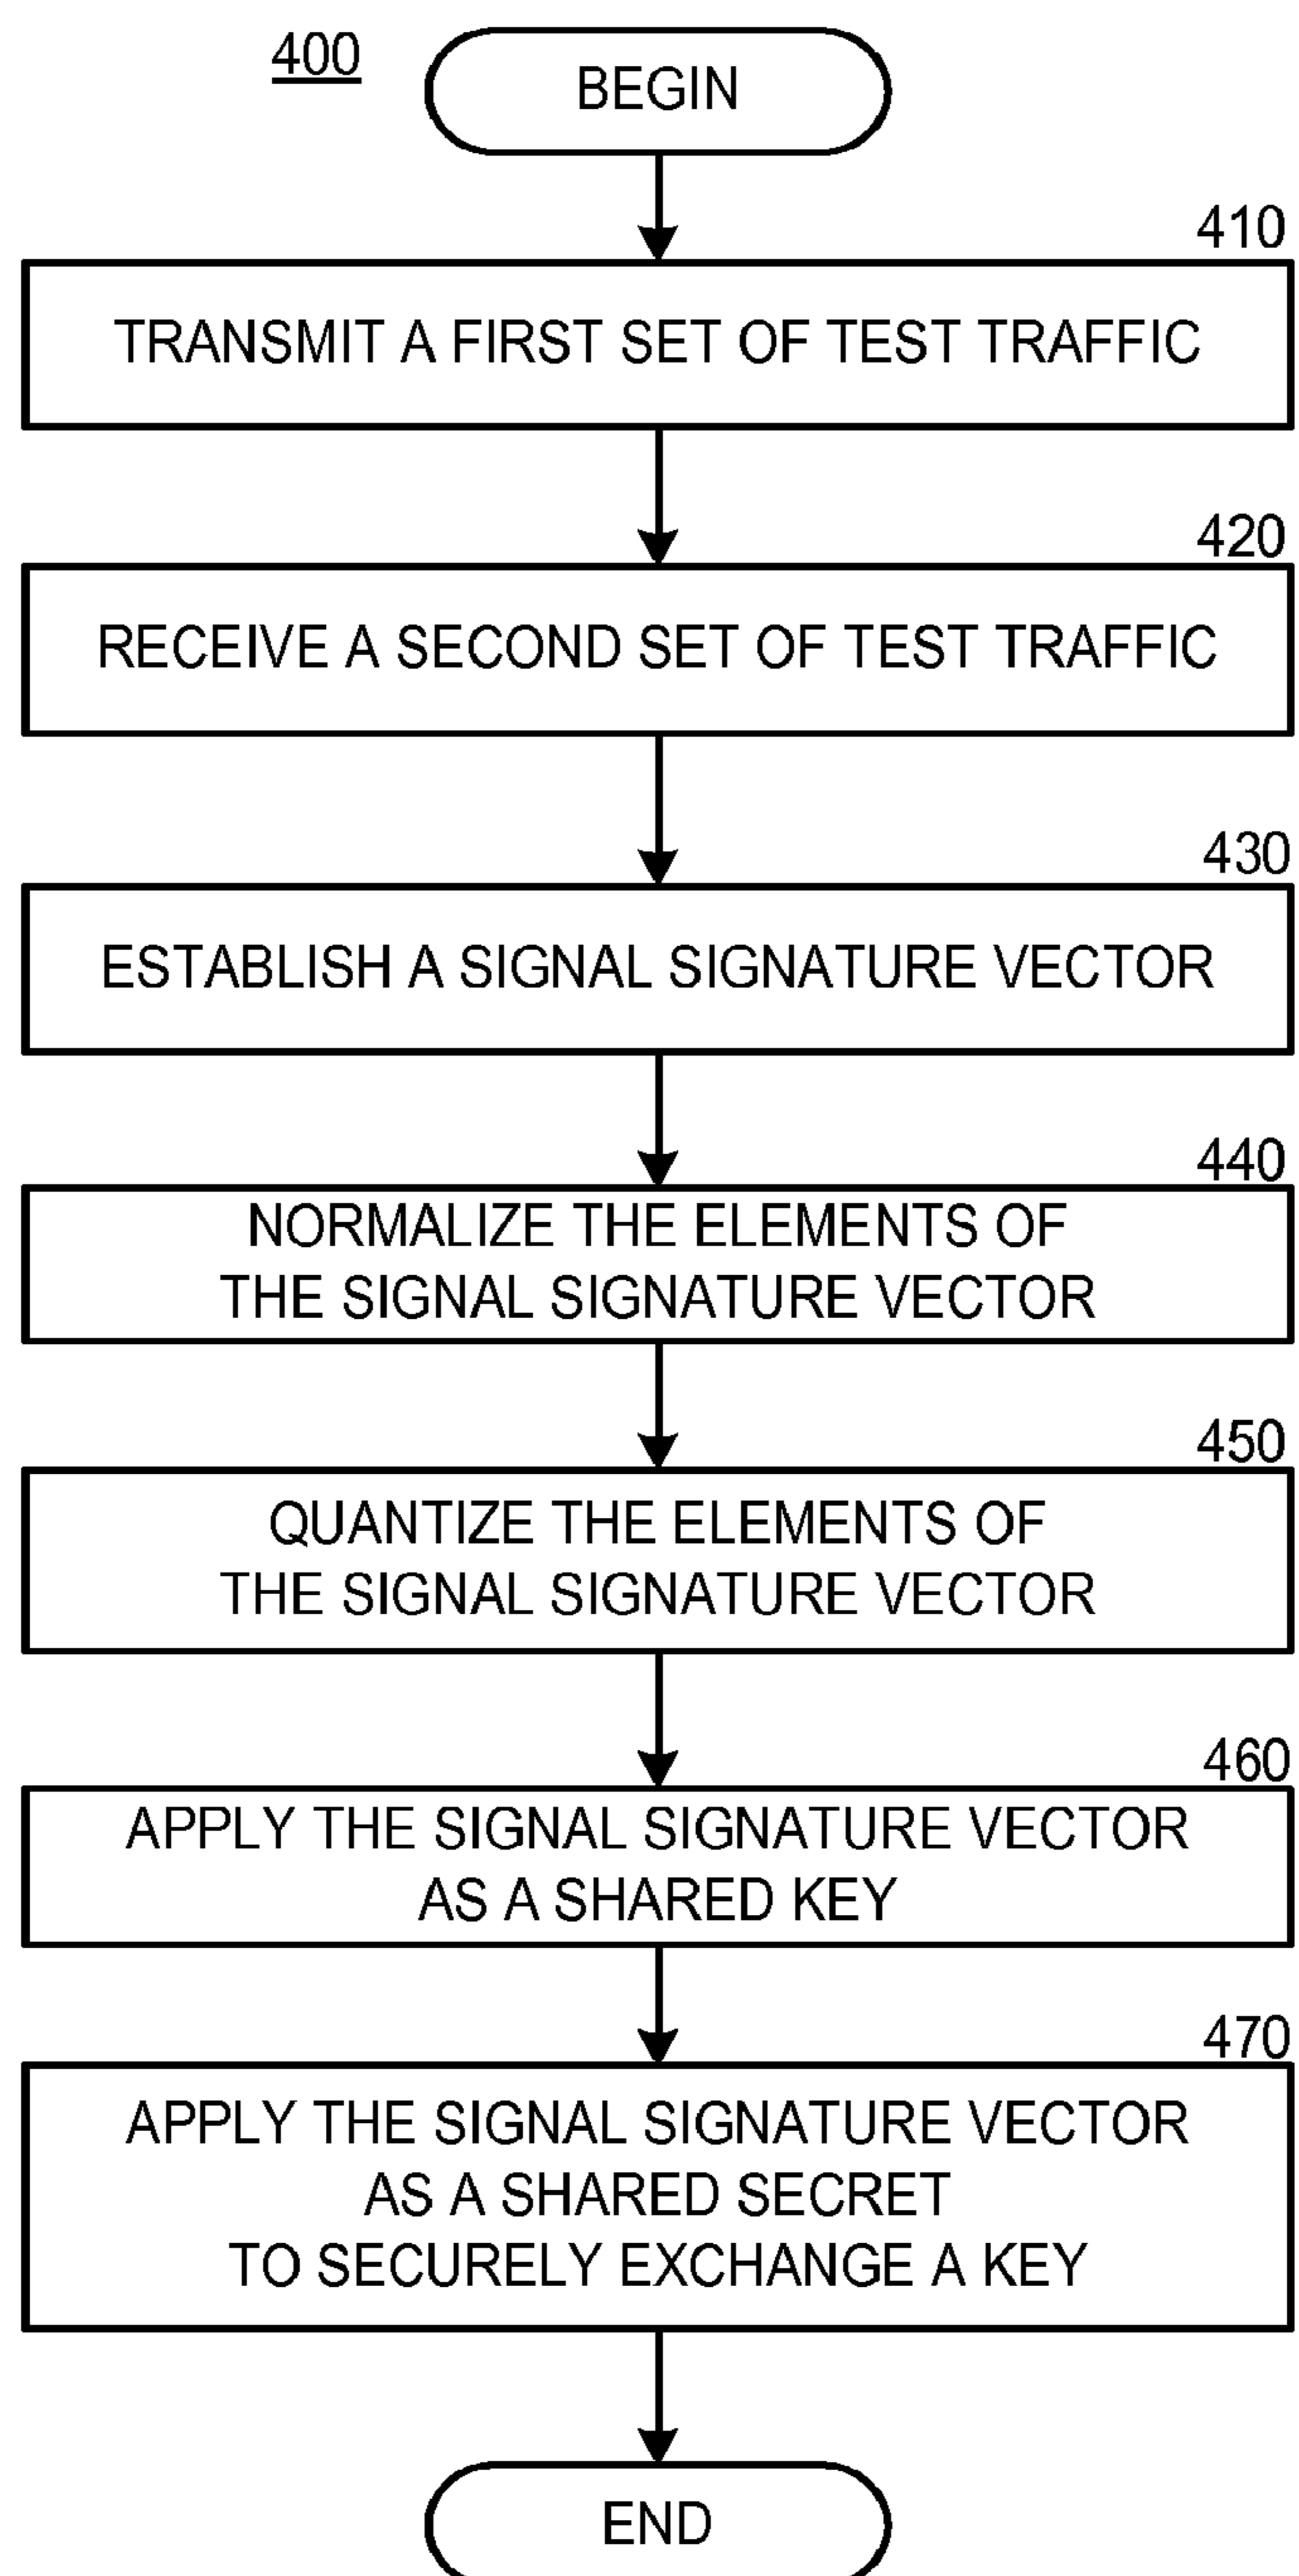 400
BEGIN
410
TRANSMIT A FIRST SET OF TEST TRAFFIC
420
RECEIVE A SECOND SET OF TEST TRAFFIC
430
ESTABLISH A SIGNAL SIGNATURE VECTOR
440
NORMALIZE THE ELEMENTS OF
THE SIGNAL SIGNATURE VECTOR
450
QUANTIZE THE ELEMENTS OF
THE SIGNAL SIGNATURE VECTOR
460
APPLY THE SIGNAL SIGNATURE VECTOR
AS A SHARED KEY
470
APPLY THE SIGNAL SIGNATURE VECTOR
AS A SHARED SECRET
TO SECURELY EXCHANGE A KEY
END